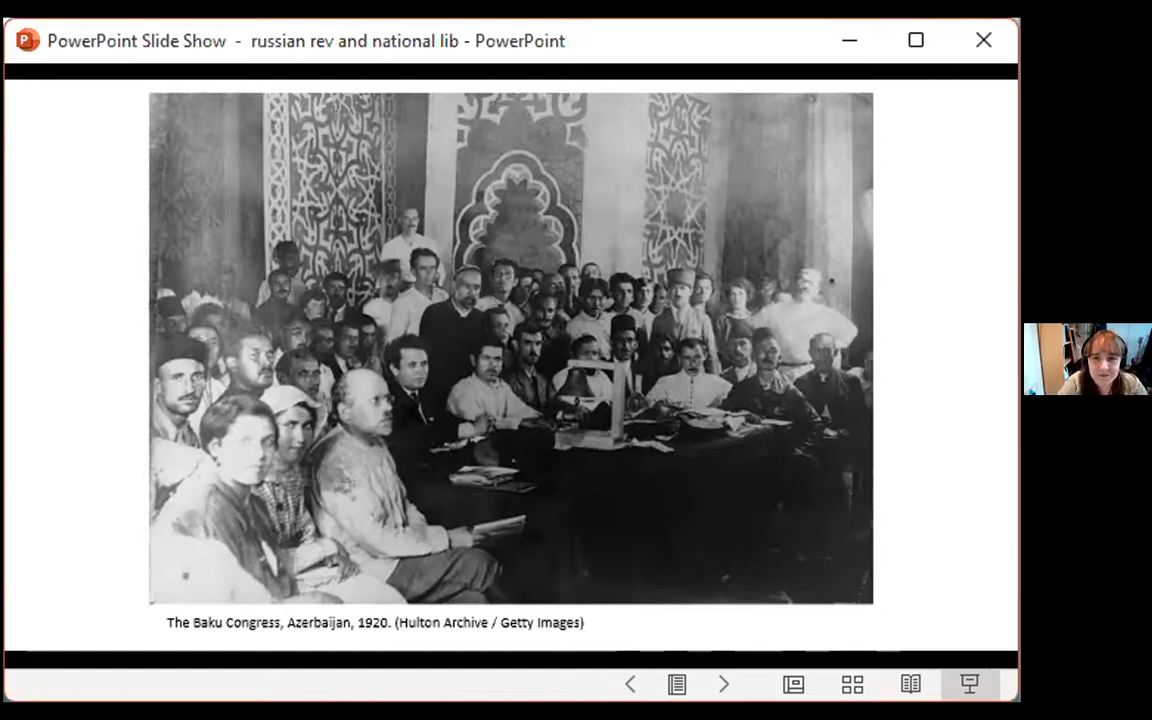 PowerPoint Slide Show - russian rev and national lib - PowerPoint
The Baku Congress, Azerbaijan, 1920. (Hulton Archive / Getty Images)